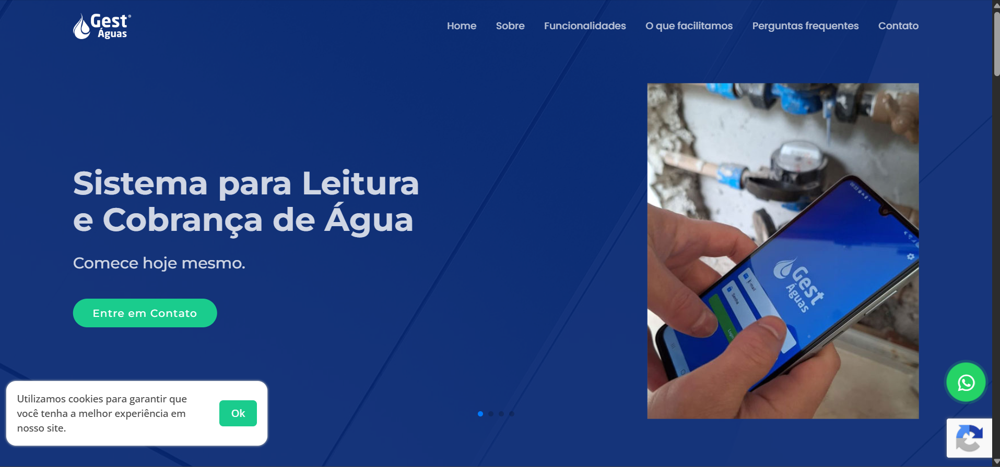 Gest®
Águas
Home
Sobre
Funcionalidades
O que facilitamos
Perguntas frequentes
Contato
Sistema para Leitura
e Cobrança de Água
Comece hoje mesmo.
Entre em Contato
Gest
Águas
E-mail
Senha
Login
Utilizamos cookies para garantir que
você tenha a melhor experiência em
nosso site.
Ok